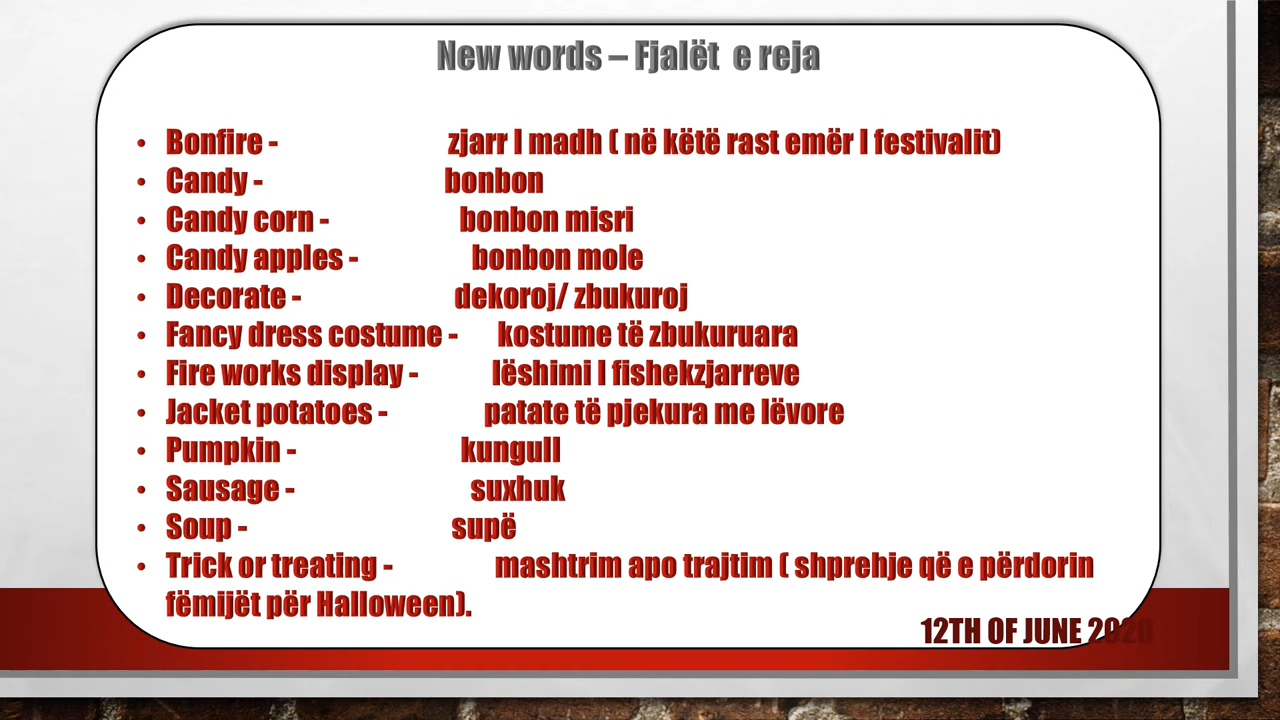 New words – Fjalët e reja
• Bonfire - zjarr I madh ( në këtë rast emër I festivalit)
• Candy - bonbon
• Candy corn - bonbon misri
• Candy apples - bonbon mole
• Decorate - dekoroj/ zbukuroj
• Fancy dress costume - kostume të zbukuruara
• Fire works display - lëshimi I fishekzjarreve
• Jacket potatoes - patate të pjekura me lëvore
• Pumpkin - kungull
• Sausage - suxhuk
• Soup - supë
• Trick or treating - mashtrim apo trajtim ( shprehje që e përdorin
fëmijët për Halloween).
12TH OF JUNE 2020